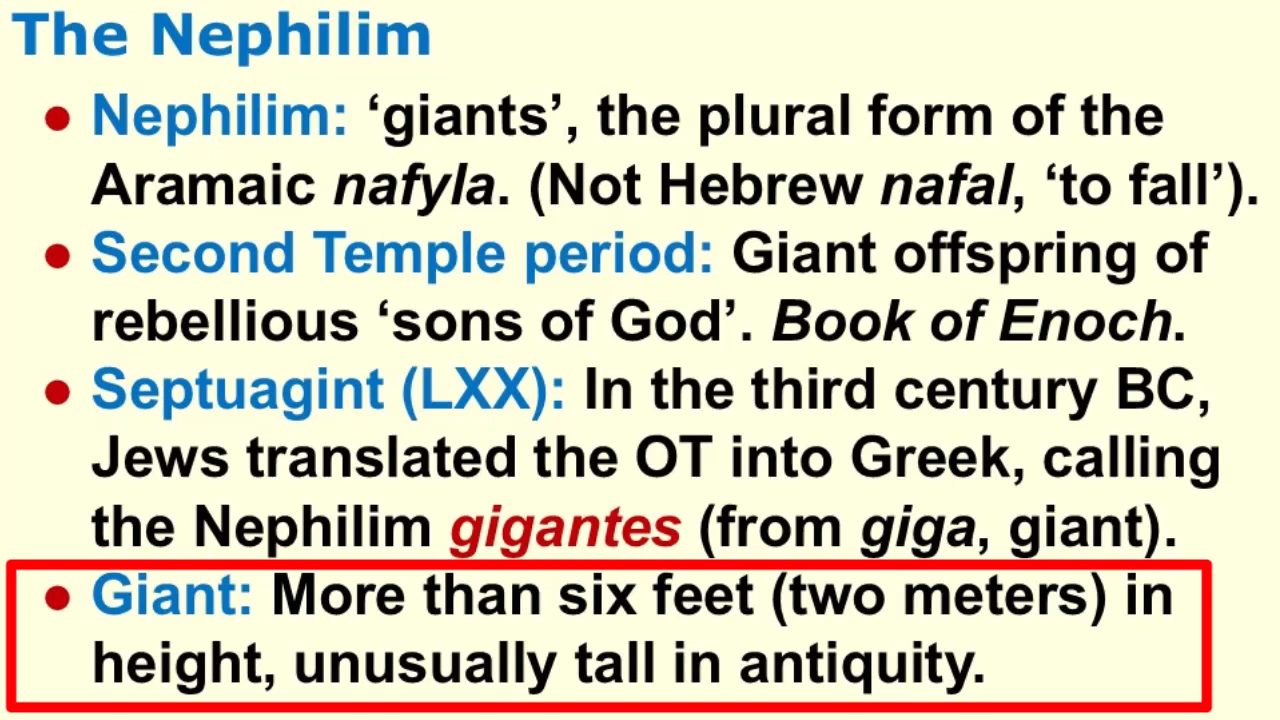 The Nephilim
● Nephilim: ‘giants’, the plural form of the
Aramaic nafyla. (Not Hebrew nafal, ‘to fall’).
● Second Temple period: Giant offspring of
rebellious ‘sons of God’. Book of Enoch.
● Septuagint (LXX): In the third century BC,
Jews translated the OT into Greek, calling
the Nephilim gigantes (from giga, giant).
● Giant: More than six feet (two meters) in
height, unusually tall in antiquity.